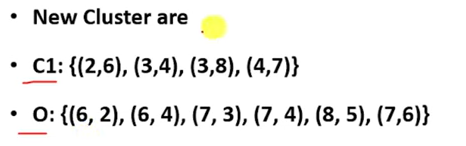 • New Cluster are
• C1: {(2,6), (3,4), (3,8), (4,7)}
• O: {(6, 2), (6, 4), (7, 3), (7, 4), (8, 5), (7,6)}